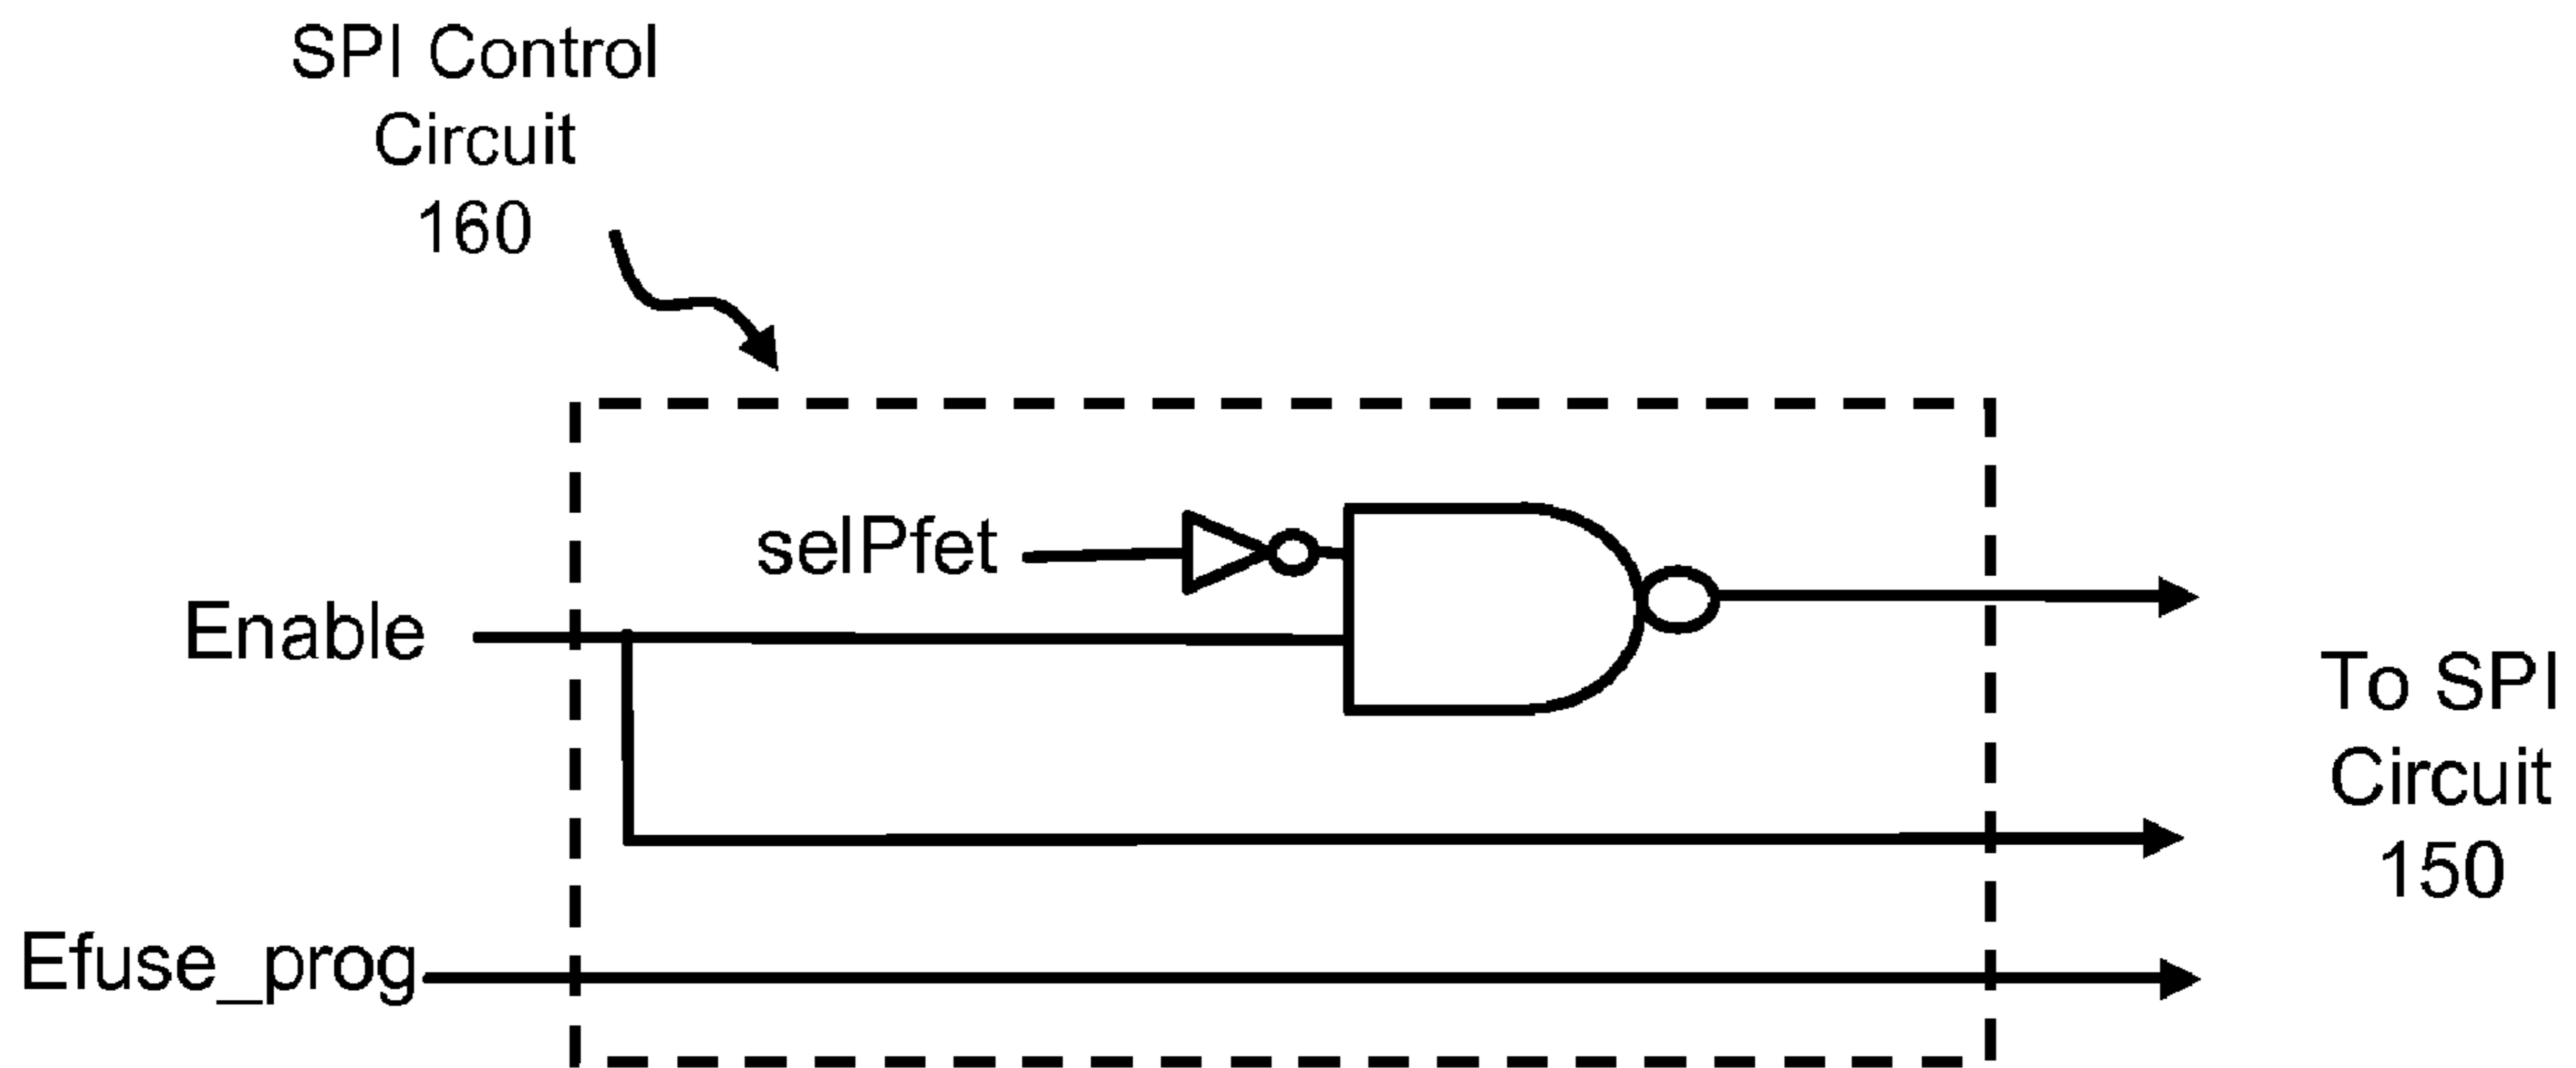 SPI Control
Circuit
160
selPfet
Enable
To SPI
Circuit
150
Efuse_prog